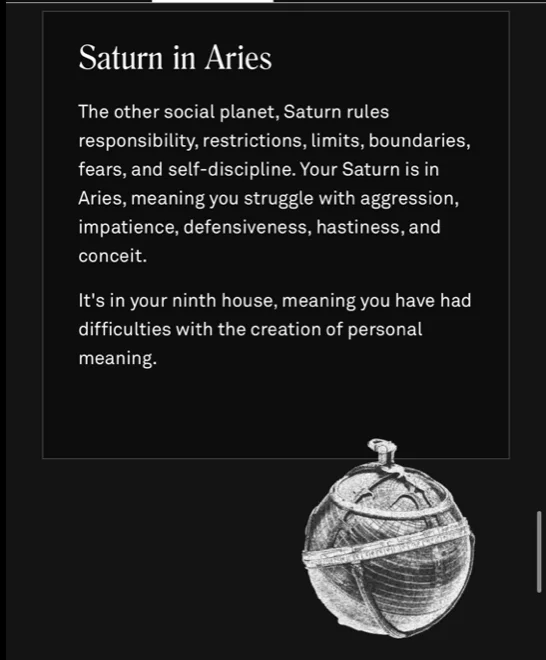 Saturn in Aries
The other social planet, Saturn rules
responsibility, restrictions, limits, boundaries,
fears, and self-discipline. Your Saturn is in
Aries, meaning you struggle with aggression,
impatience, defensiveness, hastiness, and
conceit.
It's in your ninth house, meaning you have had
difficulties with the creation of personal
meaning.